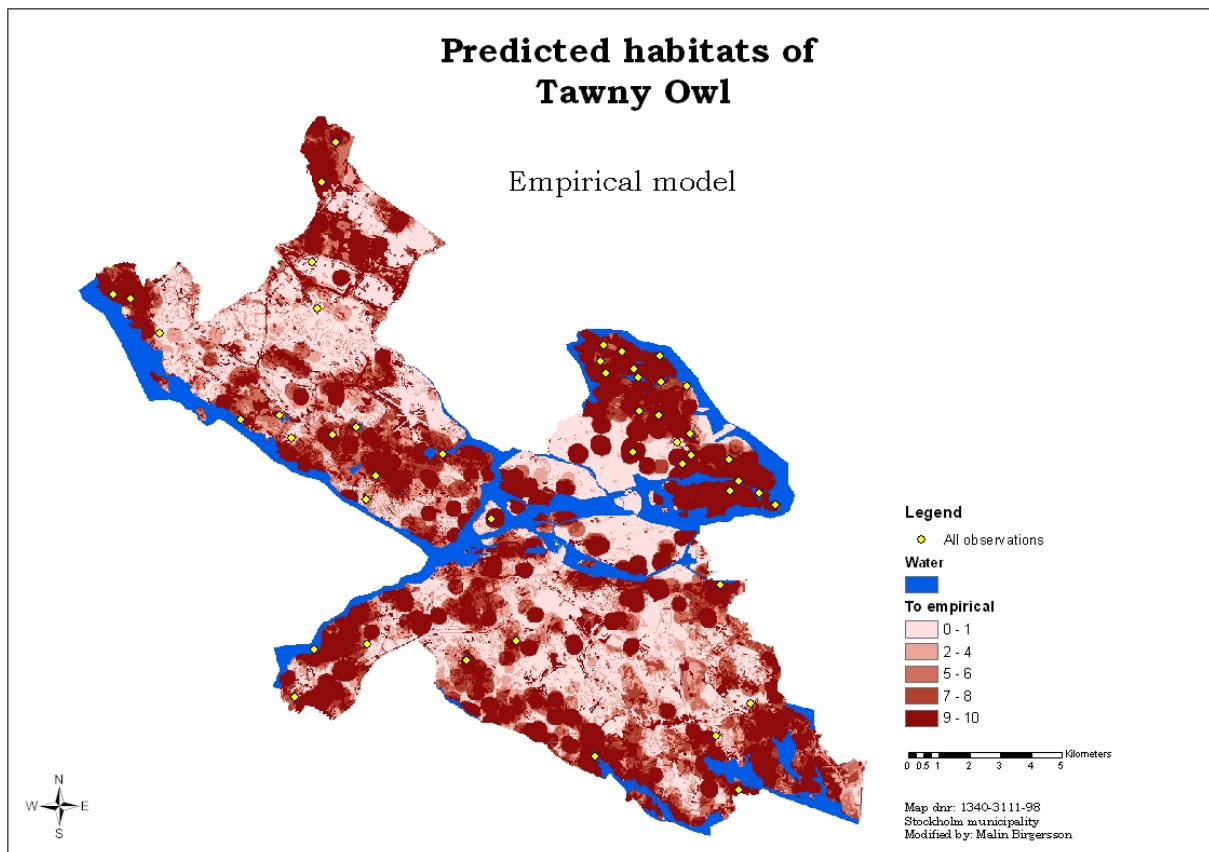 Predicted habitats of
Tawny Owl
Empirical model
Legend
All observations
Water
To empirical
0 - 1
2 - 4
5 - 6
7 - 8
9 - 10
Kilometers
0 0.5 1 2 3 4 5
N
W E
S
Map dnr: 1340-3111-98
Stockholm municipality
Modified by: Malin Birgersson